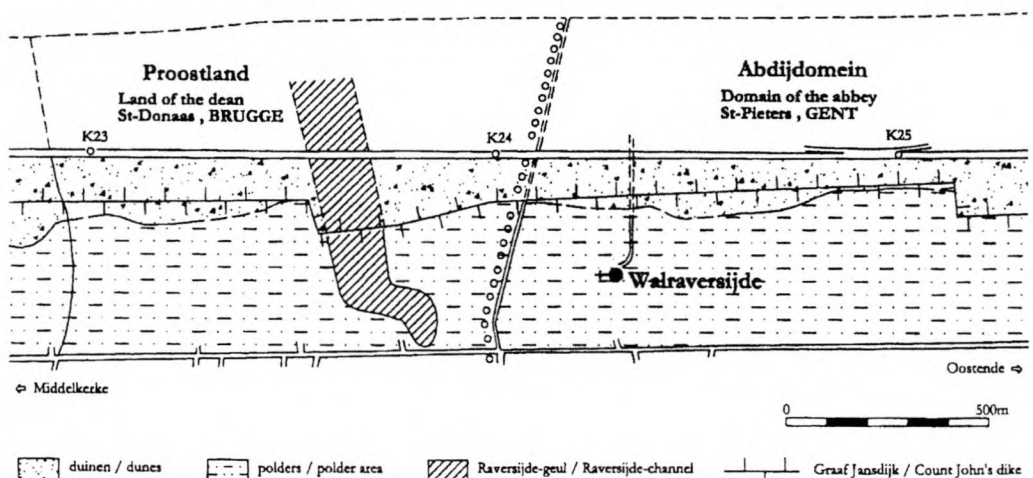 Proostland
Land of the dean
St-Donaas , BRUGGE
Abdijdomein
Domain of the abbey
St-Pieters , GENT
K23
K24
K25
Walraversijde
⇦ Middelkerke
Oostende ⇨
0 500m
duinen / dunes
polders / polder area
Raversijde-geul / Raversijde-channel
Graaf Jansdijk / Count John's dike